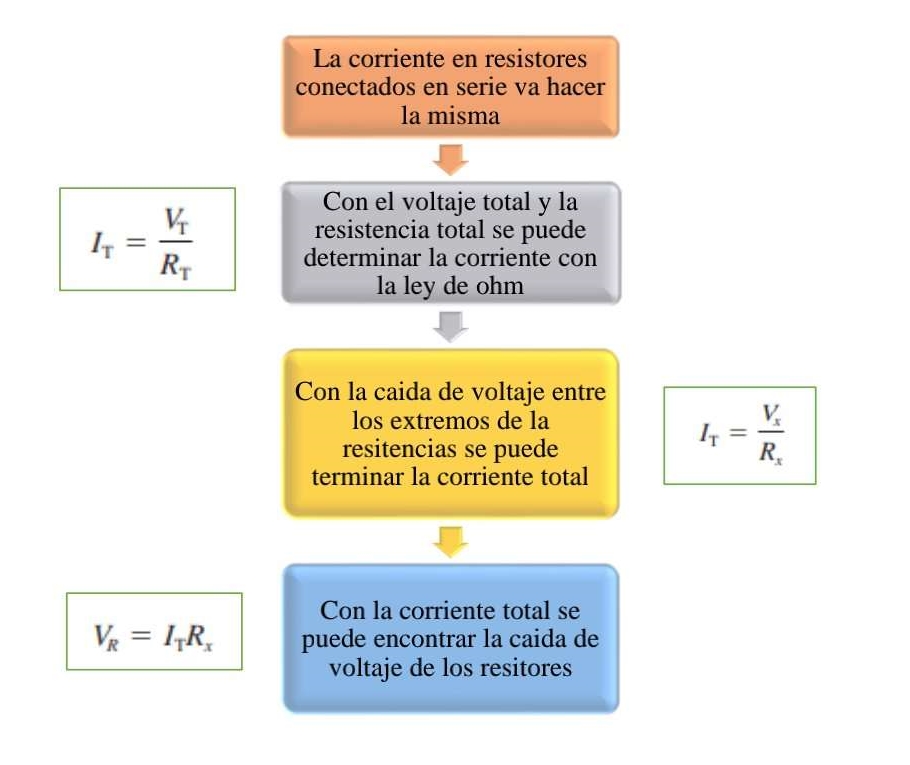 La corriente en resistores
conectados en serie va hacer
la misma
Con el voltaje total y la
resistencia total se puede
determinar la corriente con
la ley de ohm
I_T = V_T / R_T
Con la caida de voltaje entre
los extremos de la
resitencias se puede
terminar la corriente total
I_T = V_x / R_x
Con la corriente total se
puede encontrar la caida de
voltaje de los resitores
V_R = I_T R_x